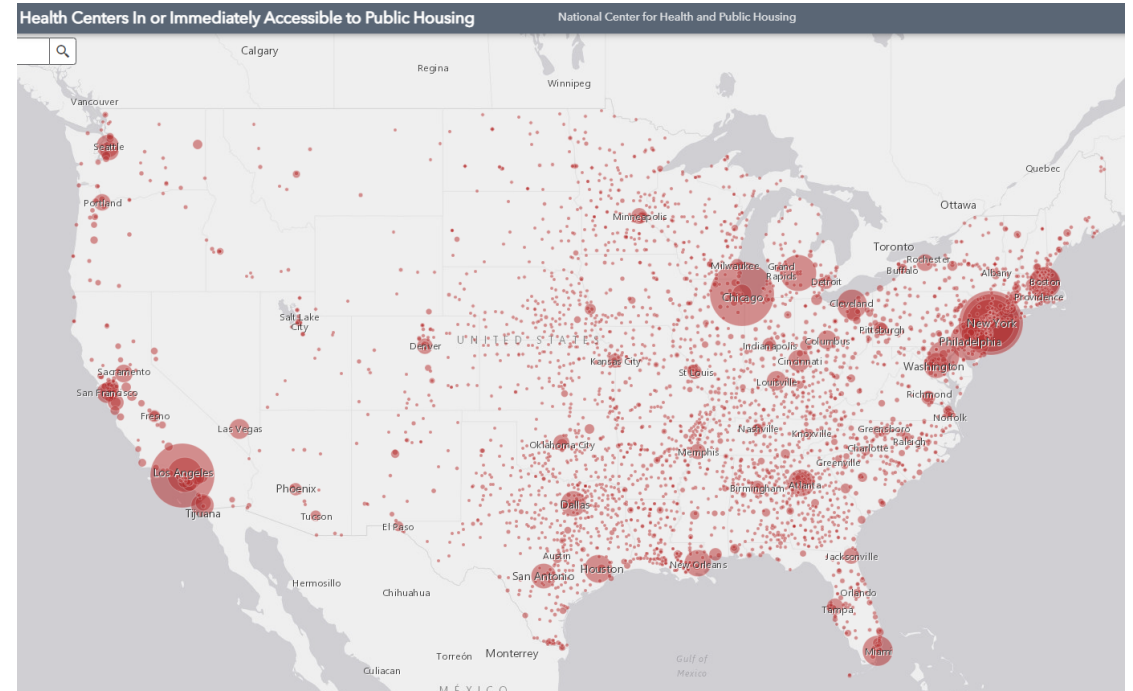 Health Centers In or Immediately Accessible to Public Housing
National Center for Health and Public Housing
Calgary
Regina
Winnipeg
Vancouver
Seattle
Quebec
Portland
Ottawa
Minneapolis
Toronto
Rochester
Buffalo
Milwaukee
Grand
Rapids
Detroit
Albany
Boston
Providence
Chicago
Cleveland
Salt Lake
City
New York
Pittsburgh
Denver
UNITED STATES
Indianapolis
Columbus
Philadelphia
Kansas City
Cincinnati
Washington
Sacramento
St Louis
Louisville
San Francisco
Richmond
Fresno
Norfolk
Las Vegas
Nashville
Knoxville
Greensboro
Raleigh
Oklahoma City
Memphis
Charlotte
Greenville
Los Angeles
Phoenix
Birmingham
Atlanta
Dallas
Tijuana
Tucson
El Paso
Austin
Jacksonville
Houston
New Orleans
San Antonio
Hermosillo
Chihuahua
Orlando
Tampa
Torreón
Monterrey
Miami
Gulf of
Mexico
Culiacan
MÉXICO